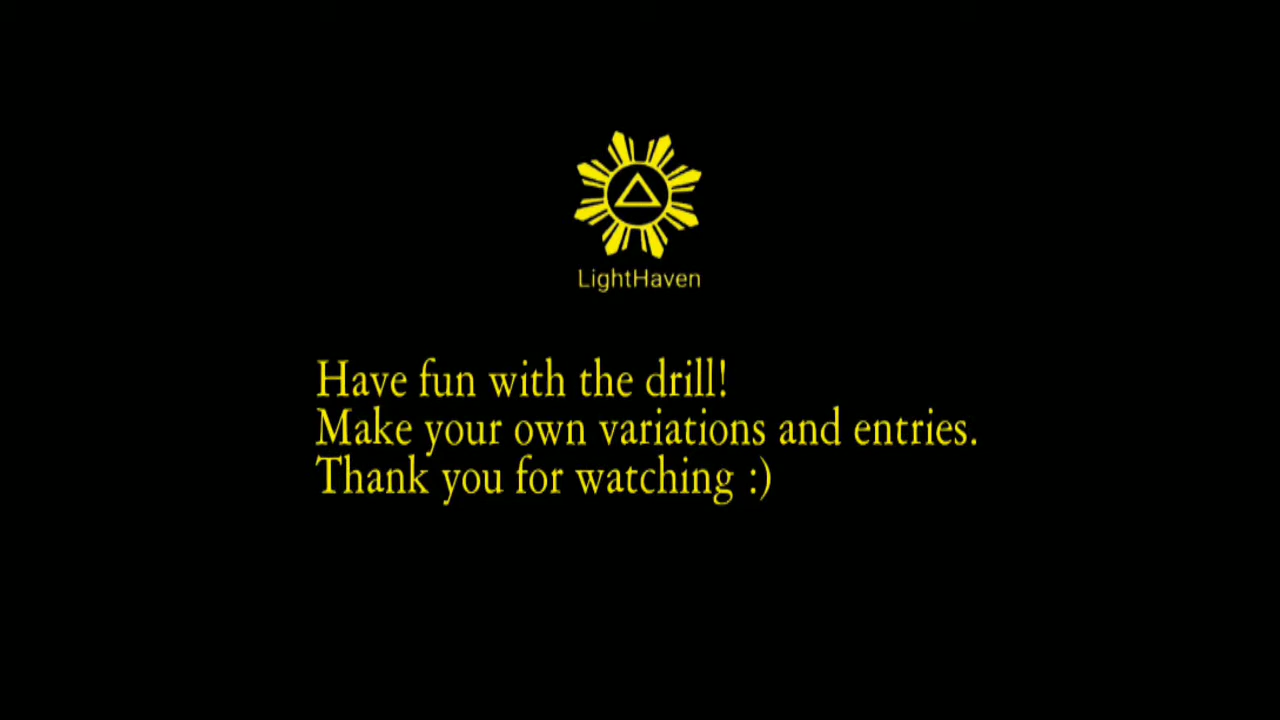 LightHaven
Have fun with the drill!
Make your own variations and entries.
Thank you for watching :)